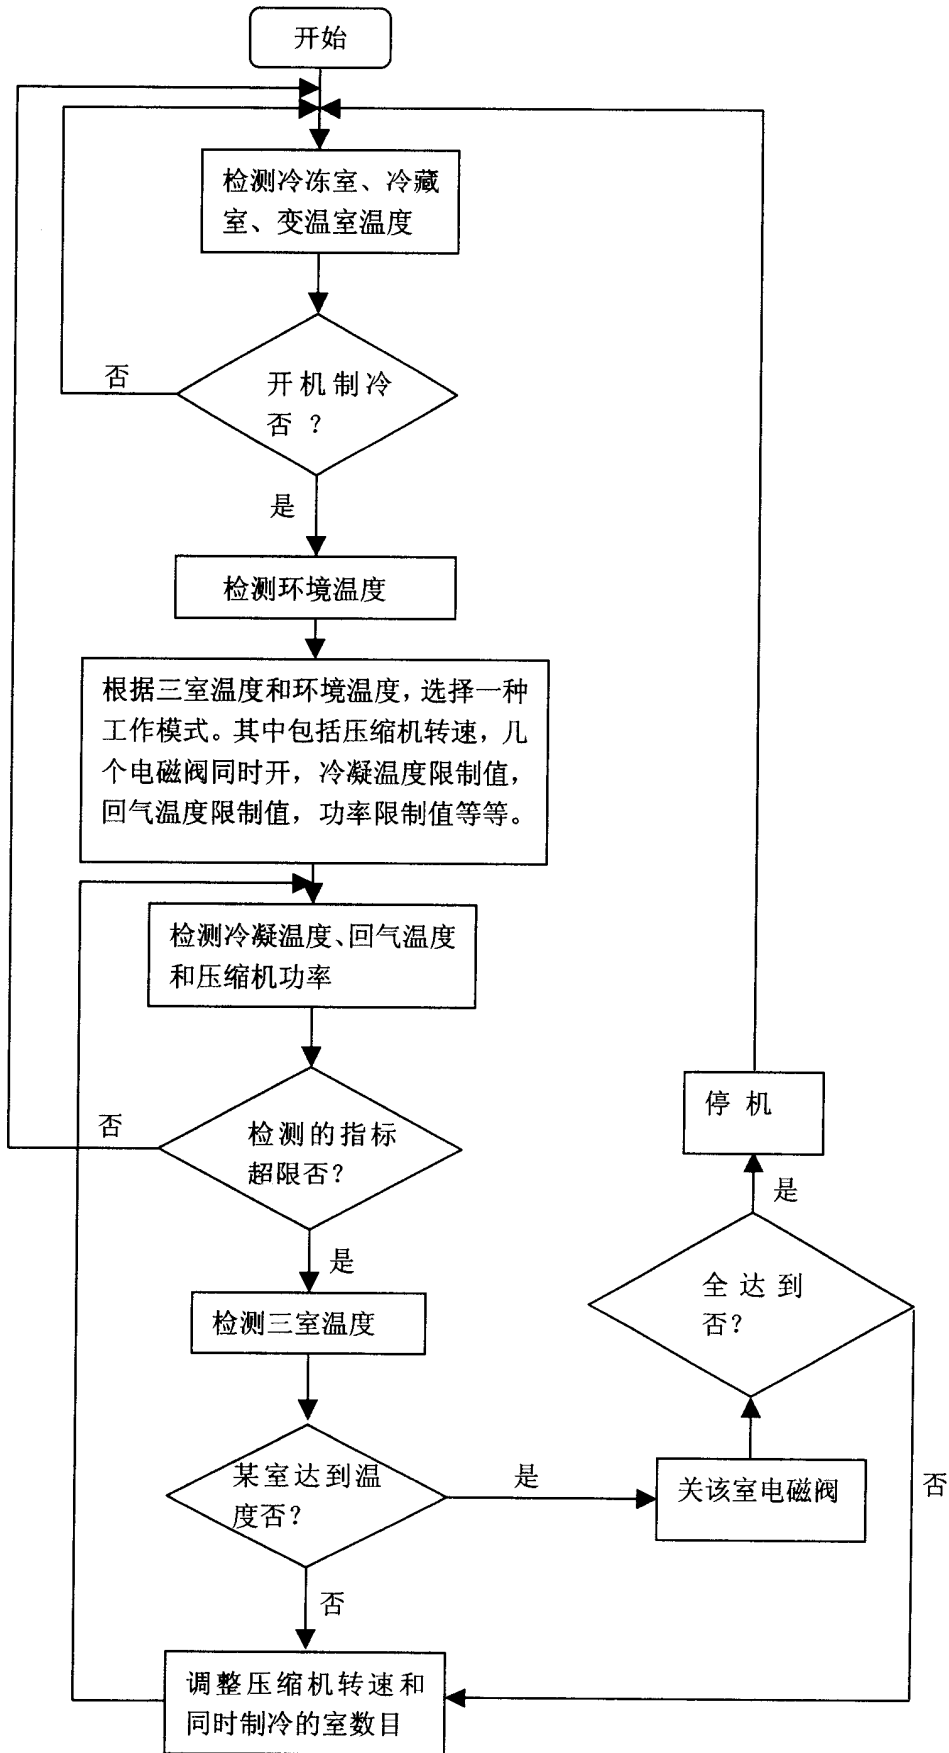 开始
检测冷冻室、冷藏
室、变温室温度
否
开机制冷
否 ？
是
检测环境温度
根据三室温度和环境温度，选择一种
工作模式。其中包括压缩机转速，几
个电磁阀同时开，冷凝温度限制值，
回气温度限制值，功率限制值等等。
检测冷凝温度、回气温度
和压缩机功率
否
检测的指标
超限否？
是
检测三室温度
某室达到温
度否？
是
否
关该室电磁阀
全达到
否？
是
否
停 机
调整压缩机转速和
同时制冷的室数目